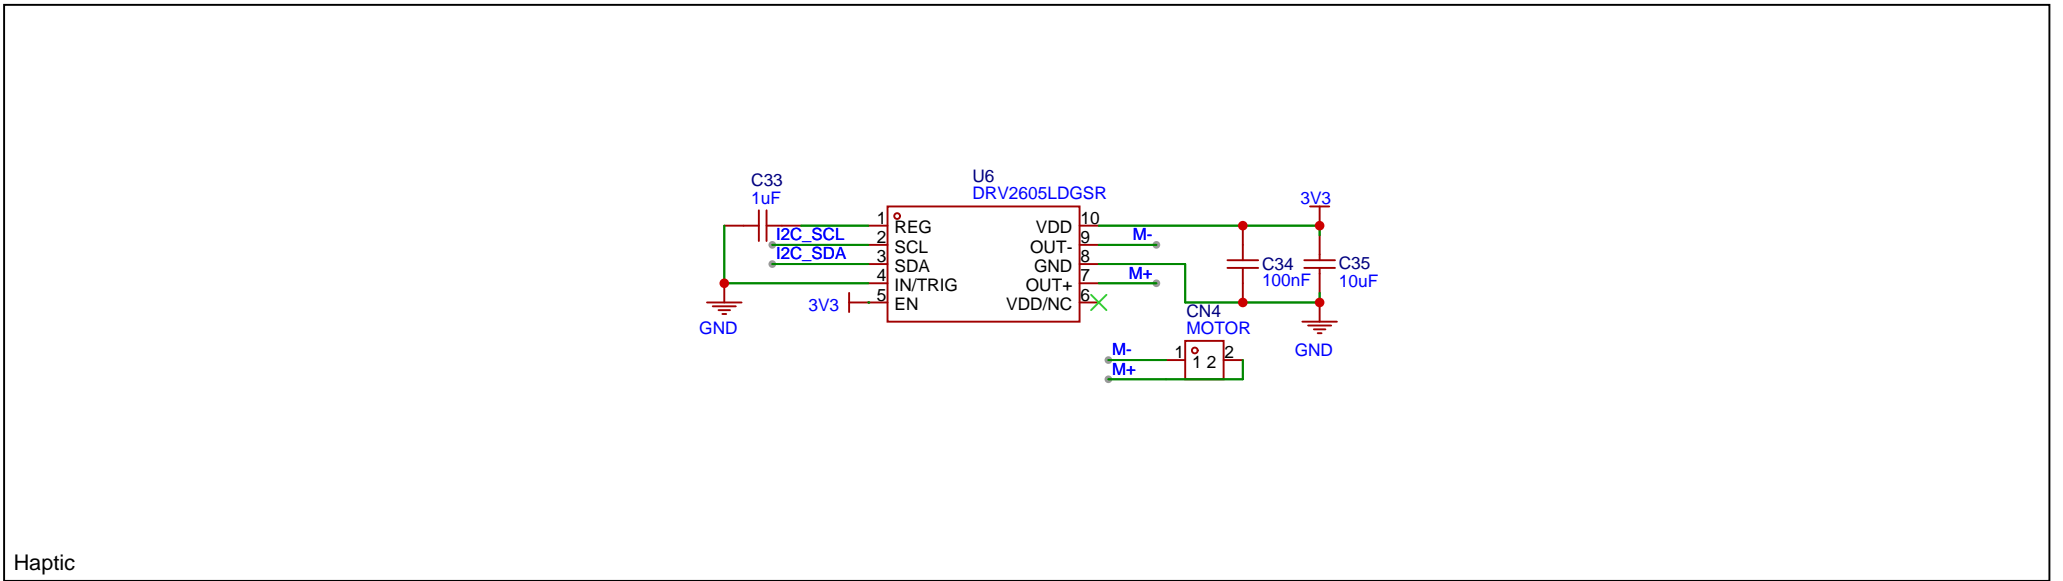 C33
1uF
U6
DRV2605LDGSR
1 REG
I2C_SCL 2 SCL
I2C_SDA 3 SDA
4 IN/TRIG
3V3 5 EN
GND
VDD 10
OUT- 9 M-
GND 8
OUT+ 7 M+
VDD/NC 6
3V3
C34
100nF
C35
10uF
GND
CN4
MOTOR
M- 1 1 2 2
M+
Haptic